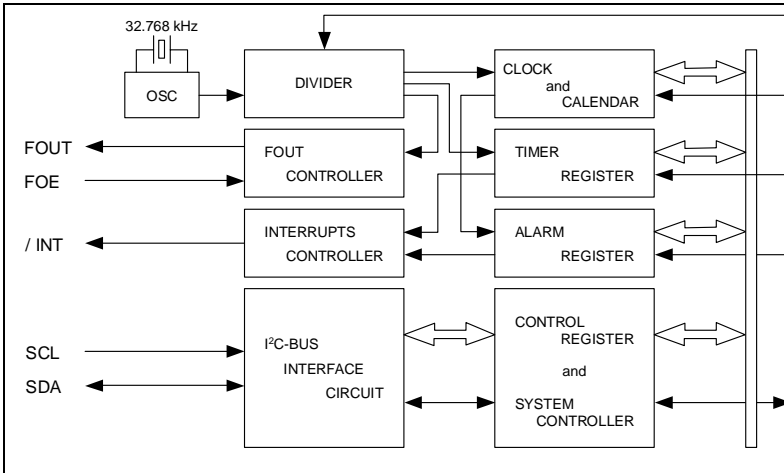 32.768 kHz
OSC
DIVIDER
CLOCK
and
CALENDAR
FOUT
FOE
FOUT
CONTROLLER
TIMER
REGISTER
/ INT
INTERRUPTS
CONTROLLER
ALARM
REGISTER
SCL
SDA
I²C-BUS
INTERFACE
CIRCUIT
CONTROL
REGISTER
and
SYSTEM
CONTROLLER